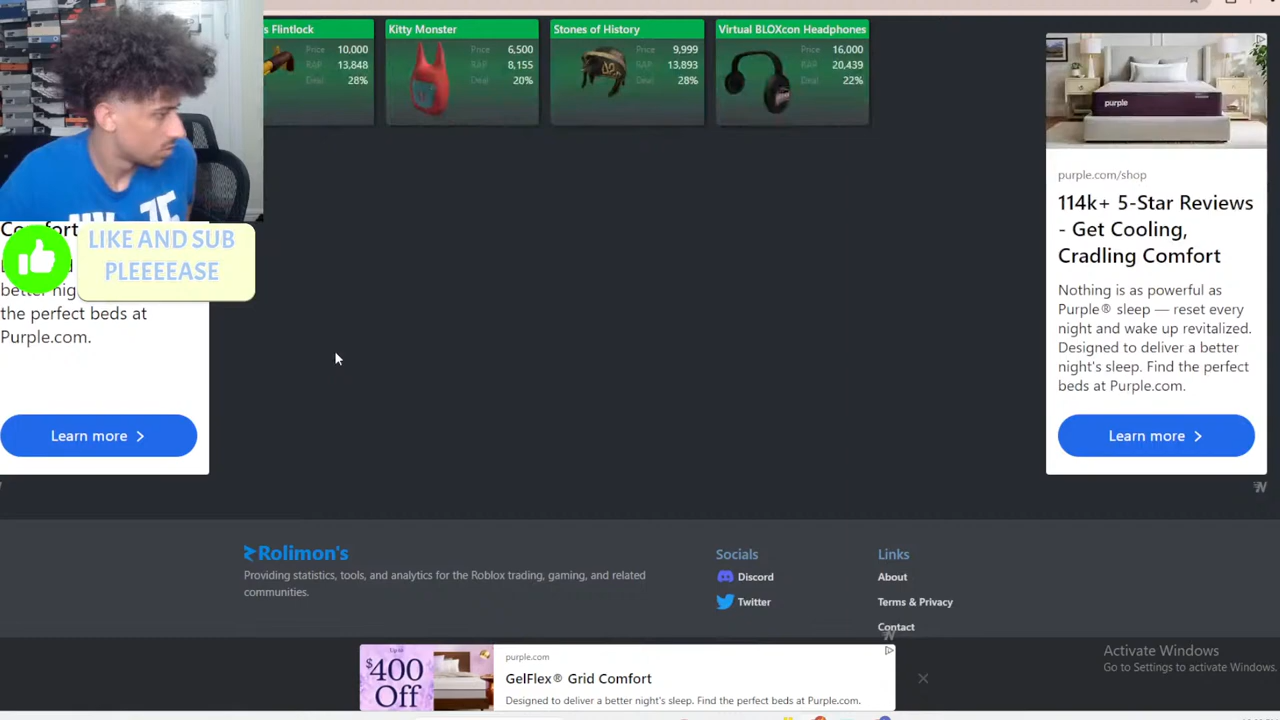 s Flintlock
Price 10,000
RAP 13,848
Deal 28%
Kitty Monster
Price 6,500
RAP 8,155
Deal 20%
Stones of History
Price 9,999
RAP 13,893
Deal 28%
Virtual BLOXcon Headphones
Price 16,000
RAP 20,439
Deal 22%
purple
purple.com/shop
114k+ 5-Star Reviews
- Get Cooling,
Cradling Comfort
Nothing is as powerful as
Purple® sleep — reset every
night and wake up revitalized.
Designed to deliver a better
night's sleep. Find the perfect
beds at Purple.com.
Learn more >
LIKE AND SUB
PLEEEEASE
the perfect beds at
Purple.com.
Learn more >
Rolimon's
Providing statistics, tools, and analytics for the Roblox trading, gaming, and related
communities.
Socials
Discord
Twitter
Links
About
Terms & Privacy
Contact
Activate Windows
Go to Settings to activate Windows.
$400
Off
purple.com
GelFlex® Grid Comfort
Designed to deliver a better night's sleep. Find the perfect beds at Purple.com.